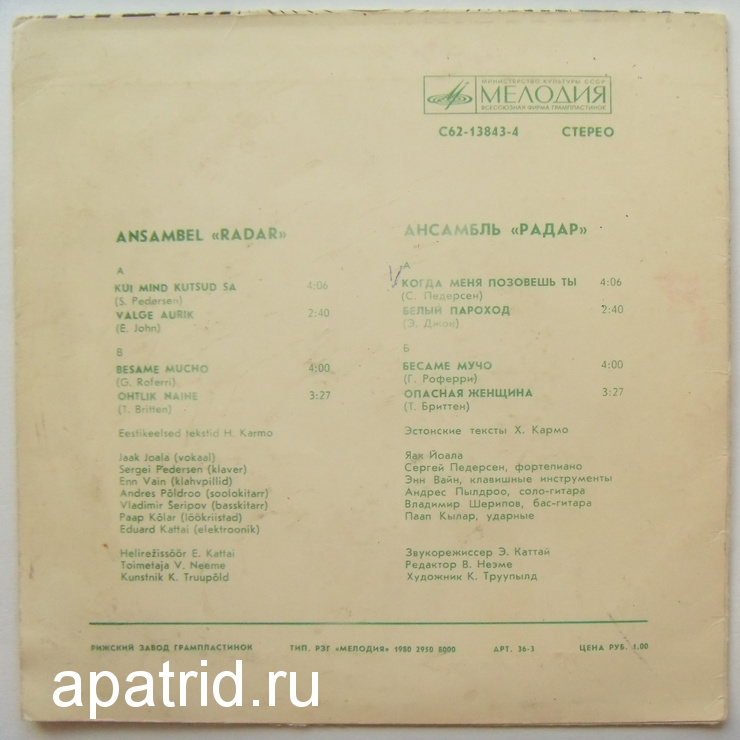 МИНИСТЕРСТВО КУЛЬТУРЫ СССР
МЕЛОДИЯ
ВСЕСОЮЗНАЯ ФИРМА ГРАМПЛАСТИНОК
С62-13843-4 СТЕРЕО
ANSAMBEL «RADAR»
A
KUI MIND KUTSUD SA 4:06
(S. Pedersen)
VALGE AURIK 2:40
(E. John)
B
BESAME MUCHO 4:00
(G. Roferri)
OHTLIK NAINE 3:27
(T. Britten)
Eestikeelsed tekstid H. Karmo
Jaak Joala (vokaal)
Sergei Pedersen (klaver)
Enn Vain (klahvpillid)
Andres Põldroo (soolokitarr)
Vladimir Šeripov (basskitarr)
Paap Kõlar (löökriistad)
Eduard Kattai (elektroonik)
Helirežissöör E. Kattai
Toimetaja V. Neeme
Kunstnik K. Truupõld
АНСАМБЛЬ «РАДАР»
А
КОГДА МЕНЯ ПОЗОВЕШЬ ТЫ 4:06
(С. Педерсен)
БЕЛЫЙ ПАРОХОД 2:40
(Э. Джон)
Б
БЕСАМЕ МУЧО 4:00
(Г. Роферри)
ОПАСНАЯ ЖЕНЩИНА 3:27
(Т. Бриттен)
Эстонские тексты Х. Кармо
Яак Йоала
Сергей Педерсен, фортепиано
Энн Вайн, клавишные инструменты
Андрес Пылдроо, соло-гитара
Владимир Шерипов, бас-гитара
Паап Кылар, ударные
Звукорежиссер Э. Каттай
Редактор В. Неэме
Художник К. Труупылд
РИЖСКИЙ ЗАВОД ГРАМПЛАСТИНОК ТИП. РЗГ «МЕЛОДИЯ» 1980 2950 8000 АРТ. 36-3 ЦЕНА РУБ. 1.00
apatrid.ru